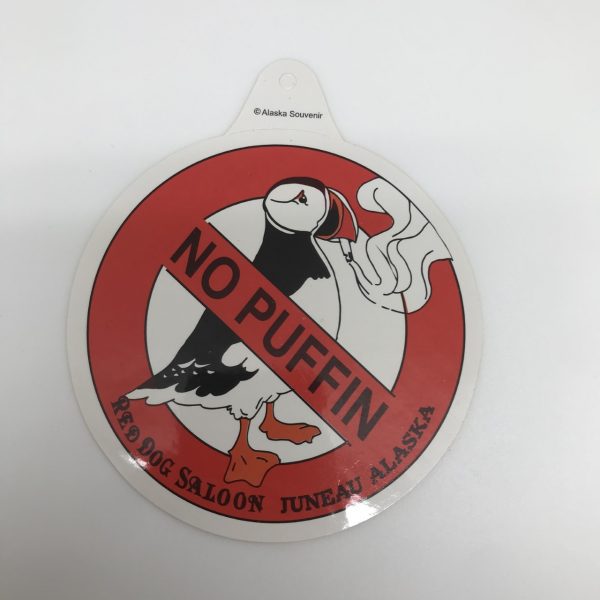 ©Alaska Souvenir
NO PUFFIN
RED DOG SALOON JUNEAU ALASKA